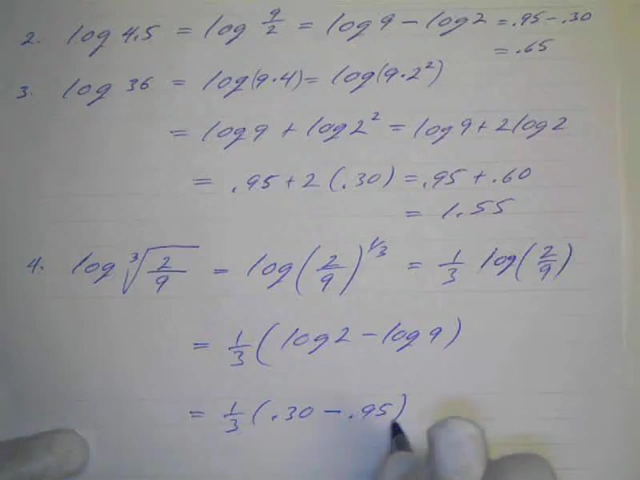 2. log 4.5 = log 9/2 = log 9 - log 2 = .95 - .30
= .65
3. log 36 = log(9·4) = log(9·2²)
= log 9 + log 2² = log 9 + 2 log 2
= .95 + 2(.30) = .95 + .60
= 1.55
4. log ∛(2/9) = log(2/9)^1/3 = 1/3 log(2/9)
= 1/3 (log 2 - log 9)
= 1/3 (.30 - .95)